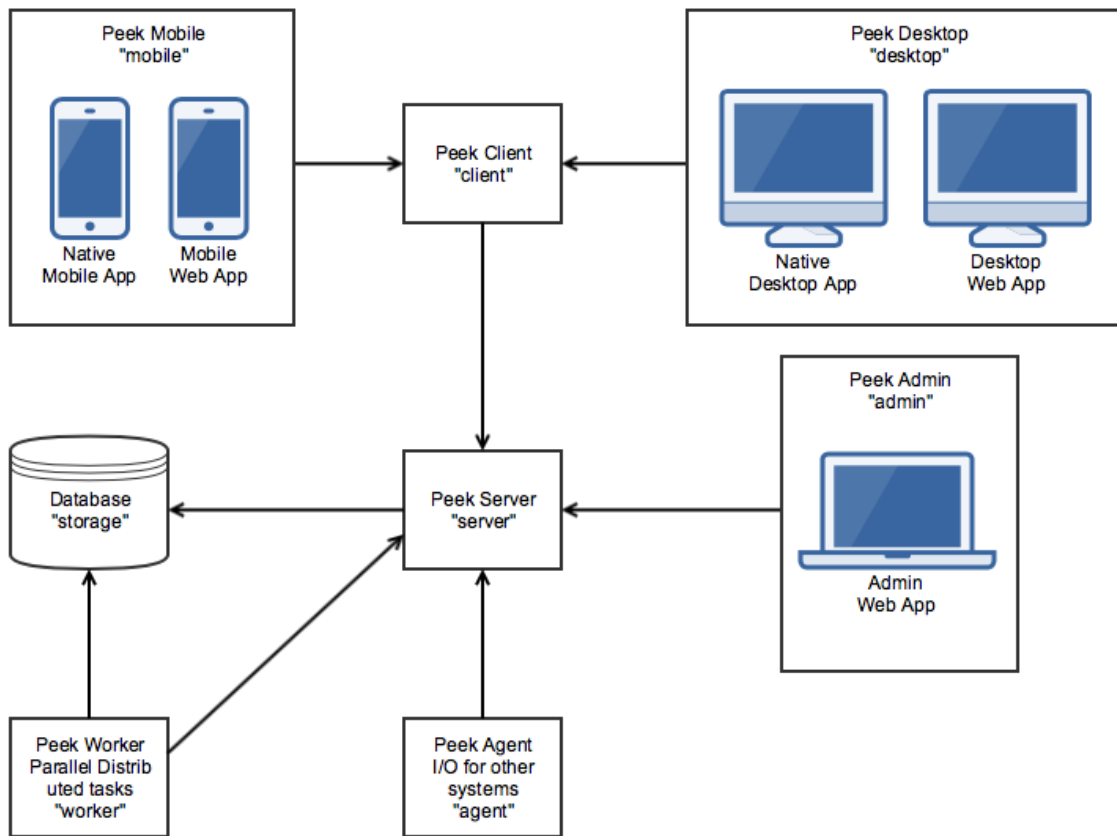 Peek Mobile
"mobile"
Native
Mobile App
Mobile
Web App
Peek Client
"client"
Peek Desktop
"desktop"
Native
Desktop App
Desktop
Web App
Peek Admin
"admin"
Admin
Web App
Database
"storage"
Peek Server
"server"
Peek Worker
Parallel Distrib
uted tasks
"worker"
Peek Agent
I/O for other
systems
"agent"